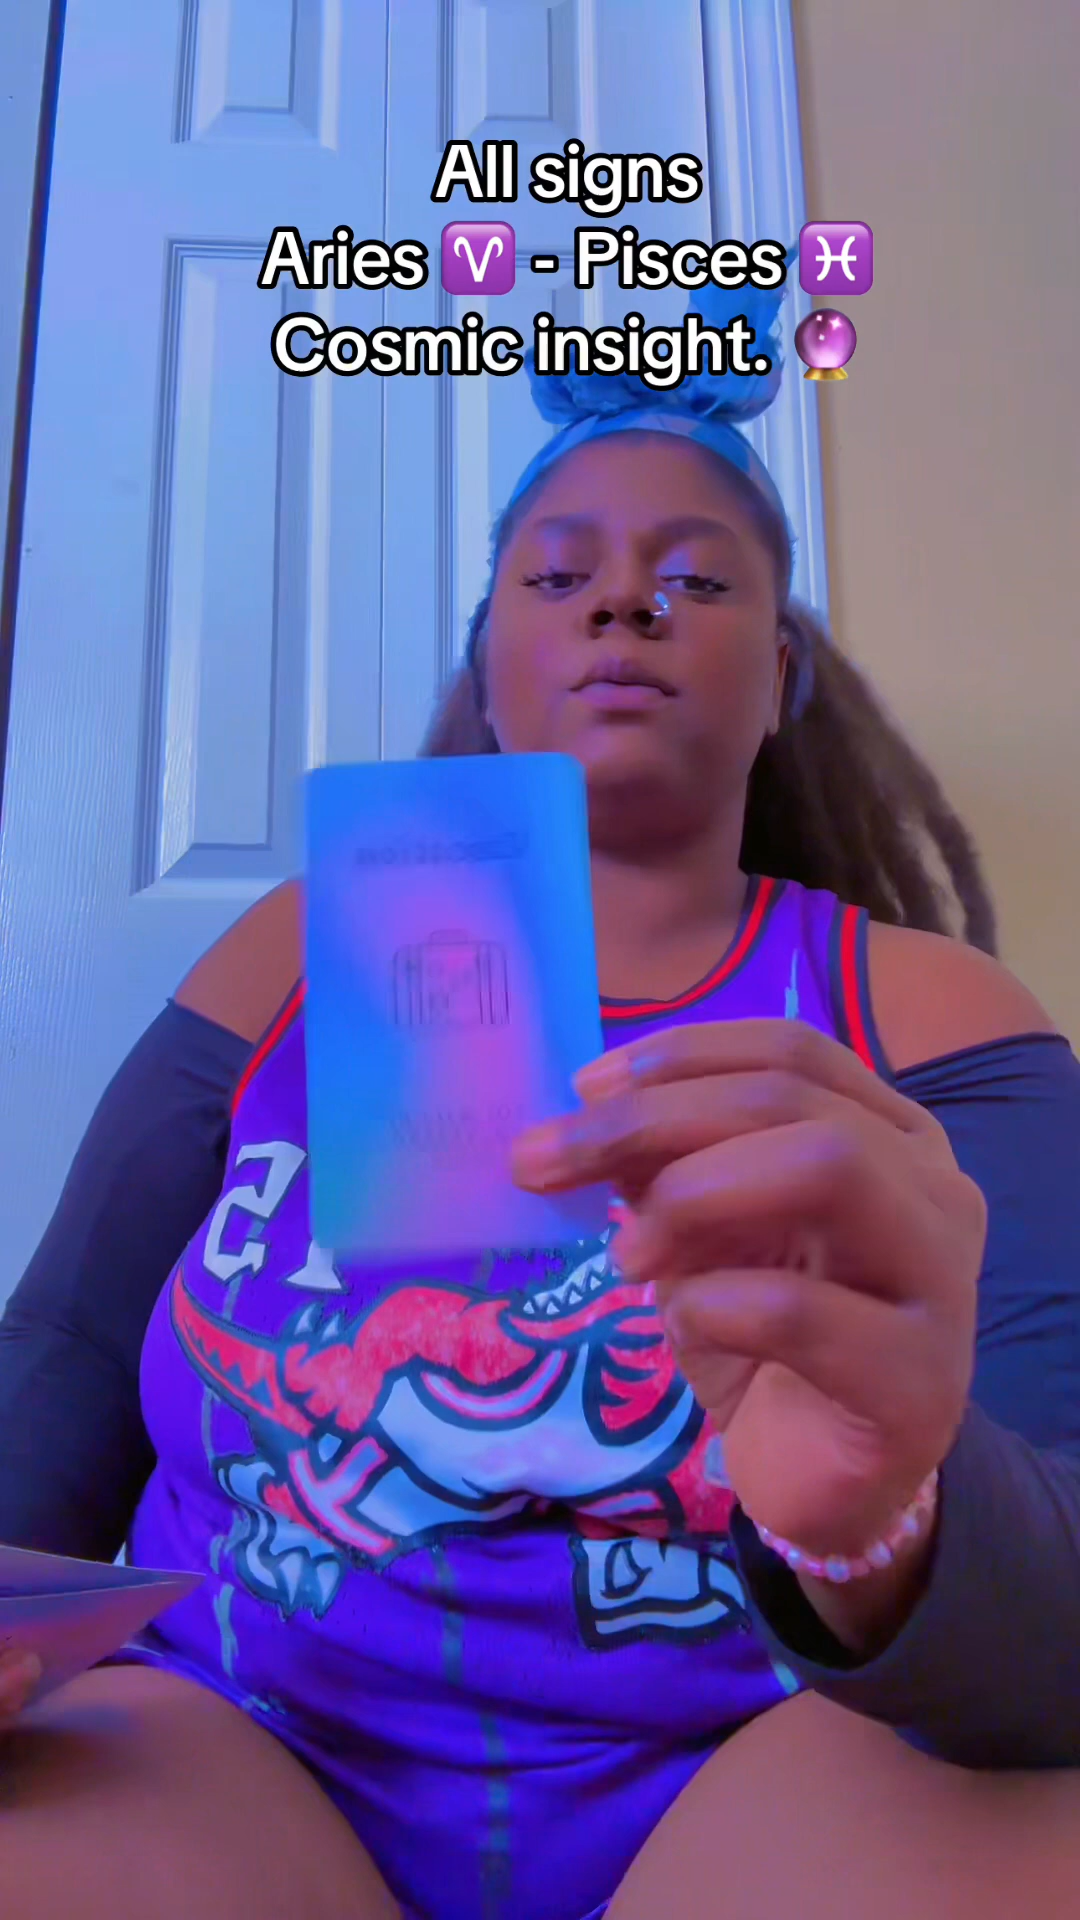 All signs
Aries ♈ - Pisces ♓
Cosmic insight. 🔮